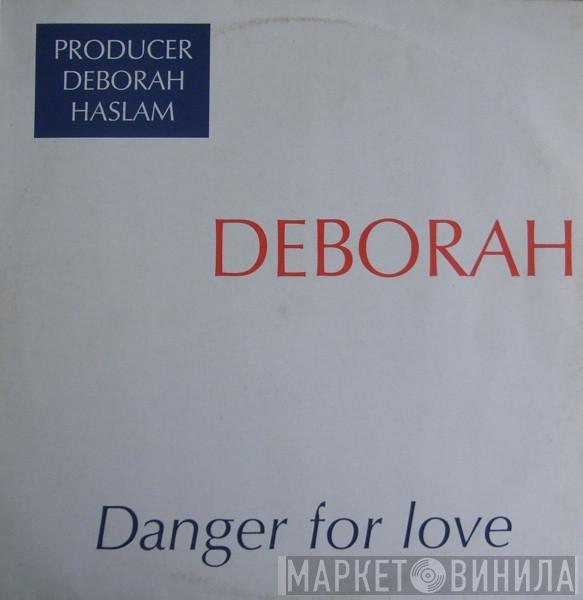 PRODUCER
DEBORAH
HASLAM
DEBORAH
Danger for love
МАРКЕТ ВИНИЛА